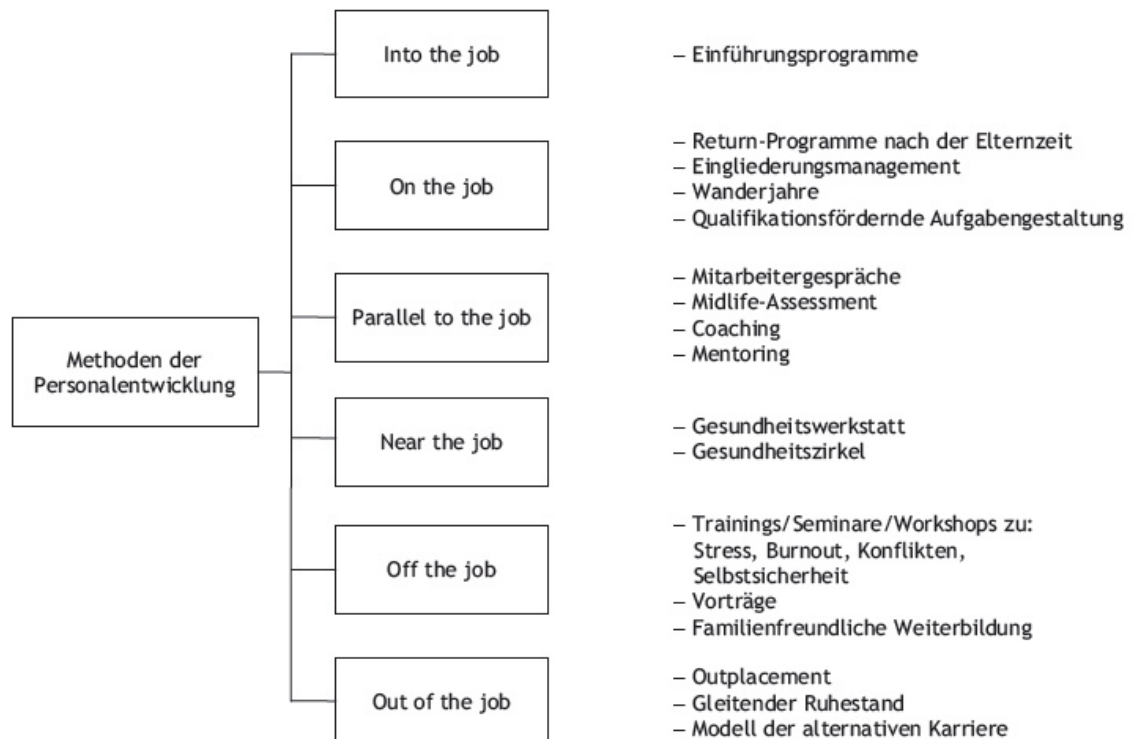 Methoden der
Personalentwicklung
Into the job
– Einführungsprogramme
On the job
– Return-Programme nach der Elternzeit
– Eingliederungsmanagement
– Wanderjahre
– Qualifikationsfördernde Aufgabengestaltung
Parallel to the job
– Mitarbeitergespräche
– Midlife-Assessment
– Coaching
– Mentoring
Near the job
– Gesundheitswerkstatt
– Gesundheitszirkel
Off the job
– Trainings/Seminare/Workshops zu:
Stress, Burnout, Konflikten,
Selbstsicherheit
– Vorträge
– Familienfreundliche Weiterbildung
Out of the job
– Outplacement
– Gleitender Ruhestand
– Modell der alternativen Karriere